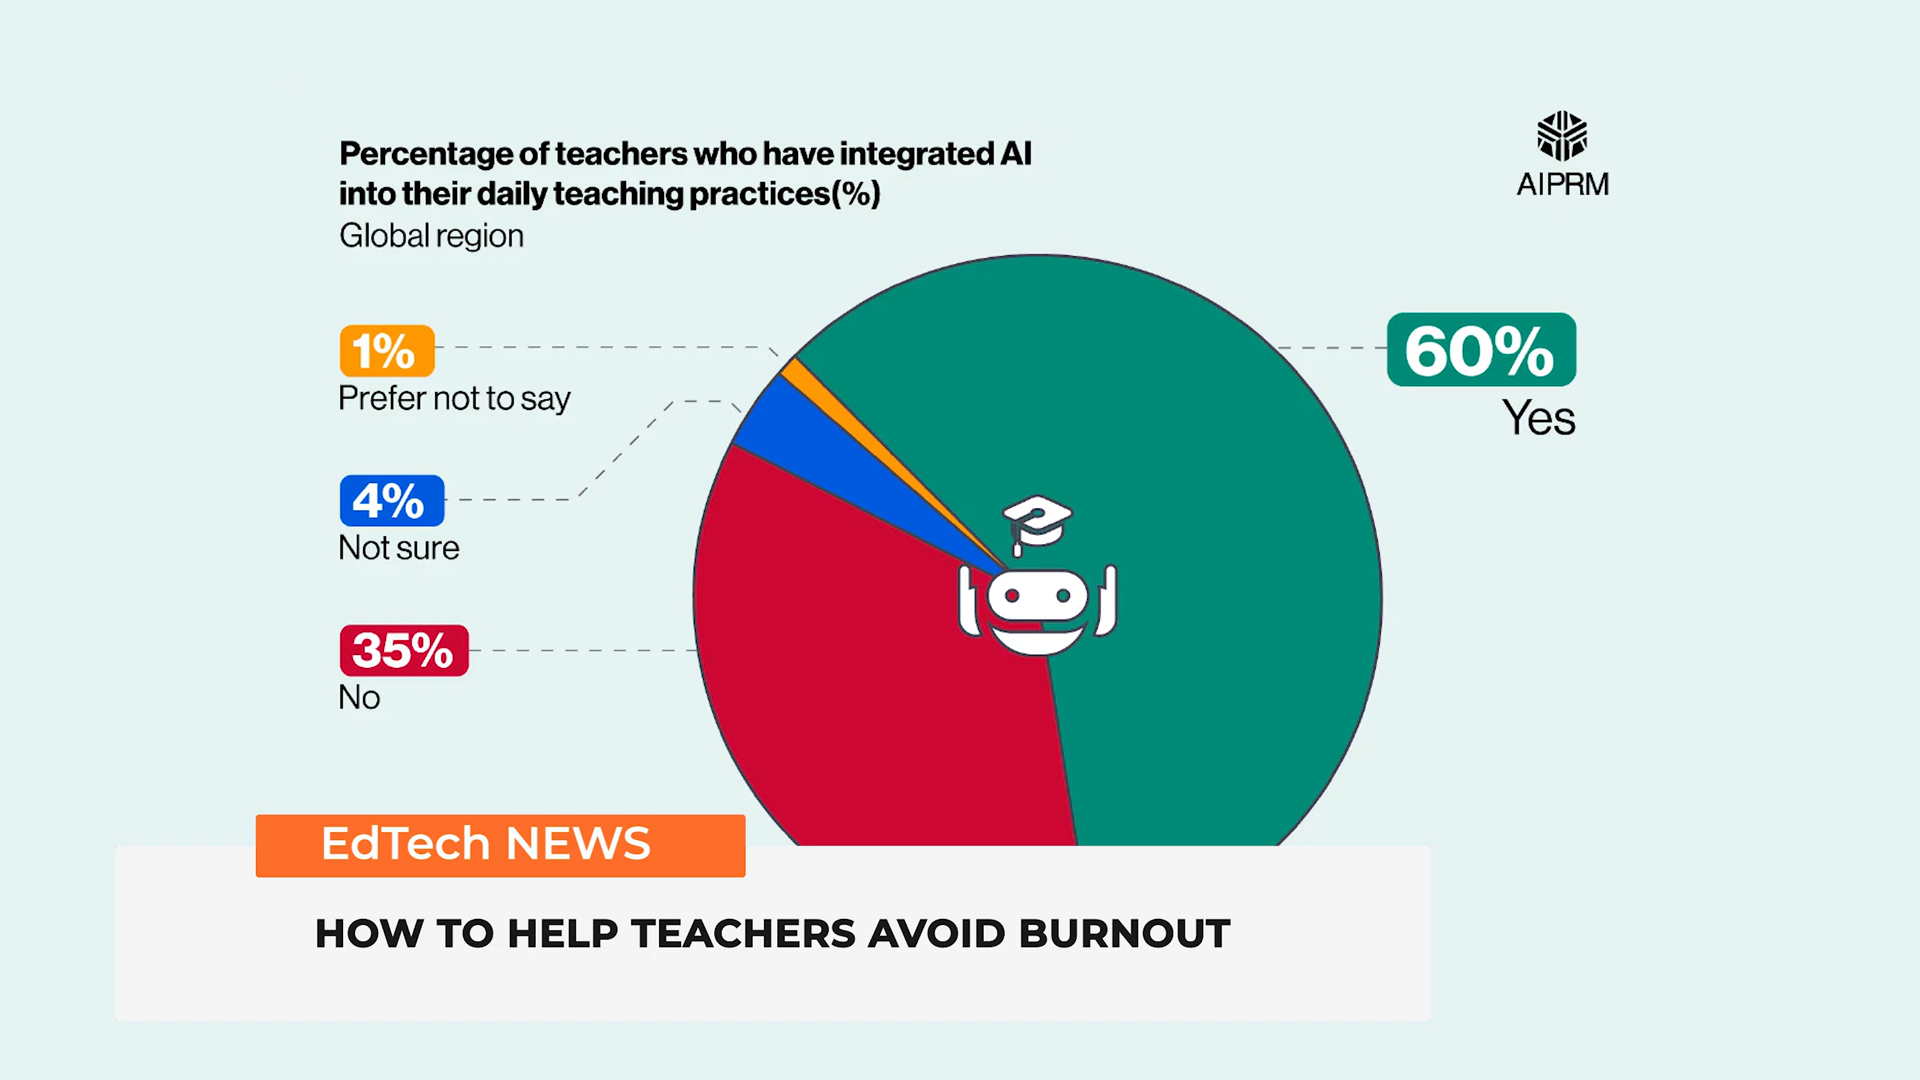 Percentage of teachers who have integrated AI
into their daily teaching practices(%)
Global region
AIPRM
1%
Prefer not to say
60%
Yes
4%
Not sure
35%
No
EdTech NEWS
HOW TO HELP TEACHERS AVOID BURNOUT